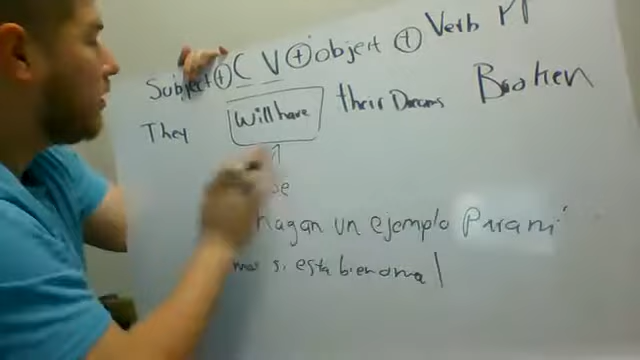 Subject + C V + object + Verb PP
They will have their Dreams Broken
hagan un ejemplo Para mi
mas si esta bien o mal